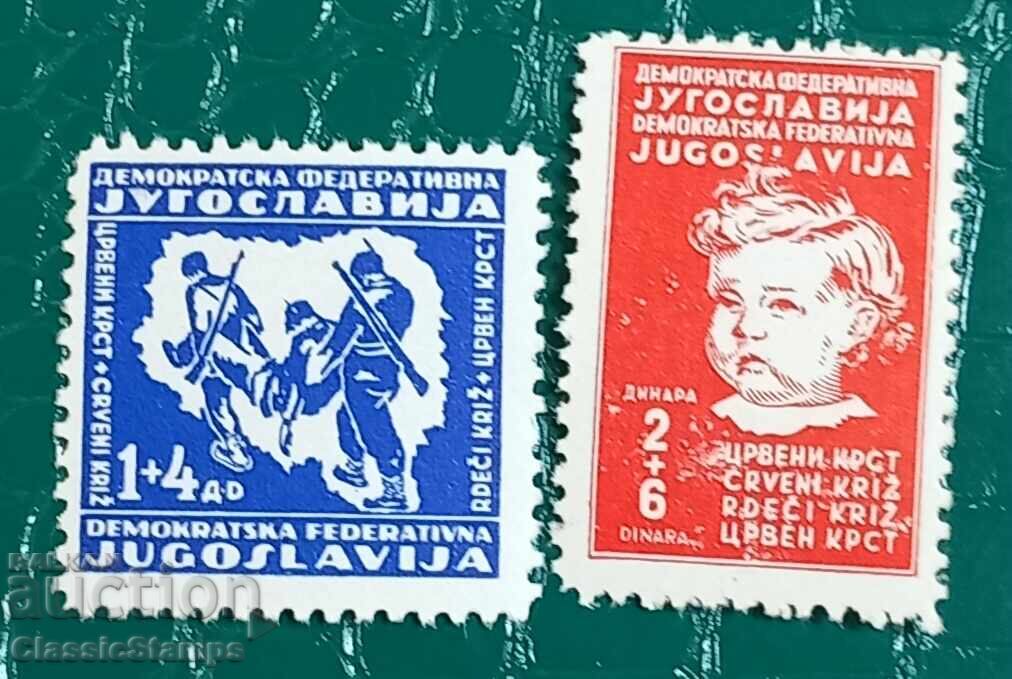 ДЕМОКРАТСКА ФЕДЕРАТИВНА
ЈУГОСЛАВИЈА
ЦРВЕНИ КРСТ + CRVENI KRIŽ
RDEČI KRIŽ + ЦРВЕН КРСТ
1+4 Д·D
DEMOKRATSKA FEDERATIVNA
JUGOSLAVIJA
ДЕМОКРАТСКА ФЕДЕРАТИВНА
ЈУГОСЛАВИЈА
DEMOKRATSKA FEDERATIVNA
JUGOSLAVIJA
ДИНАРА
2
+
6
DINARA
ЦРВЕНИ КРСТ
CRVENI KRIŽ
RDEČI KRIŽ
ЦРВЕН КРСТ
BALKAN
auction
ClassicStamps